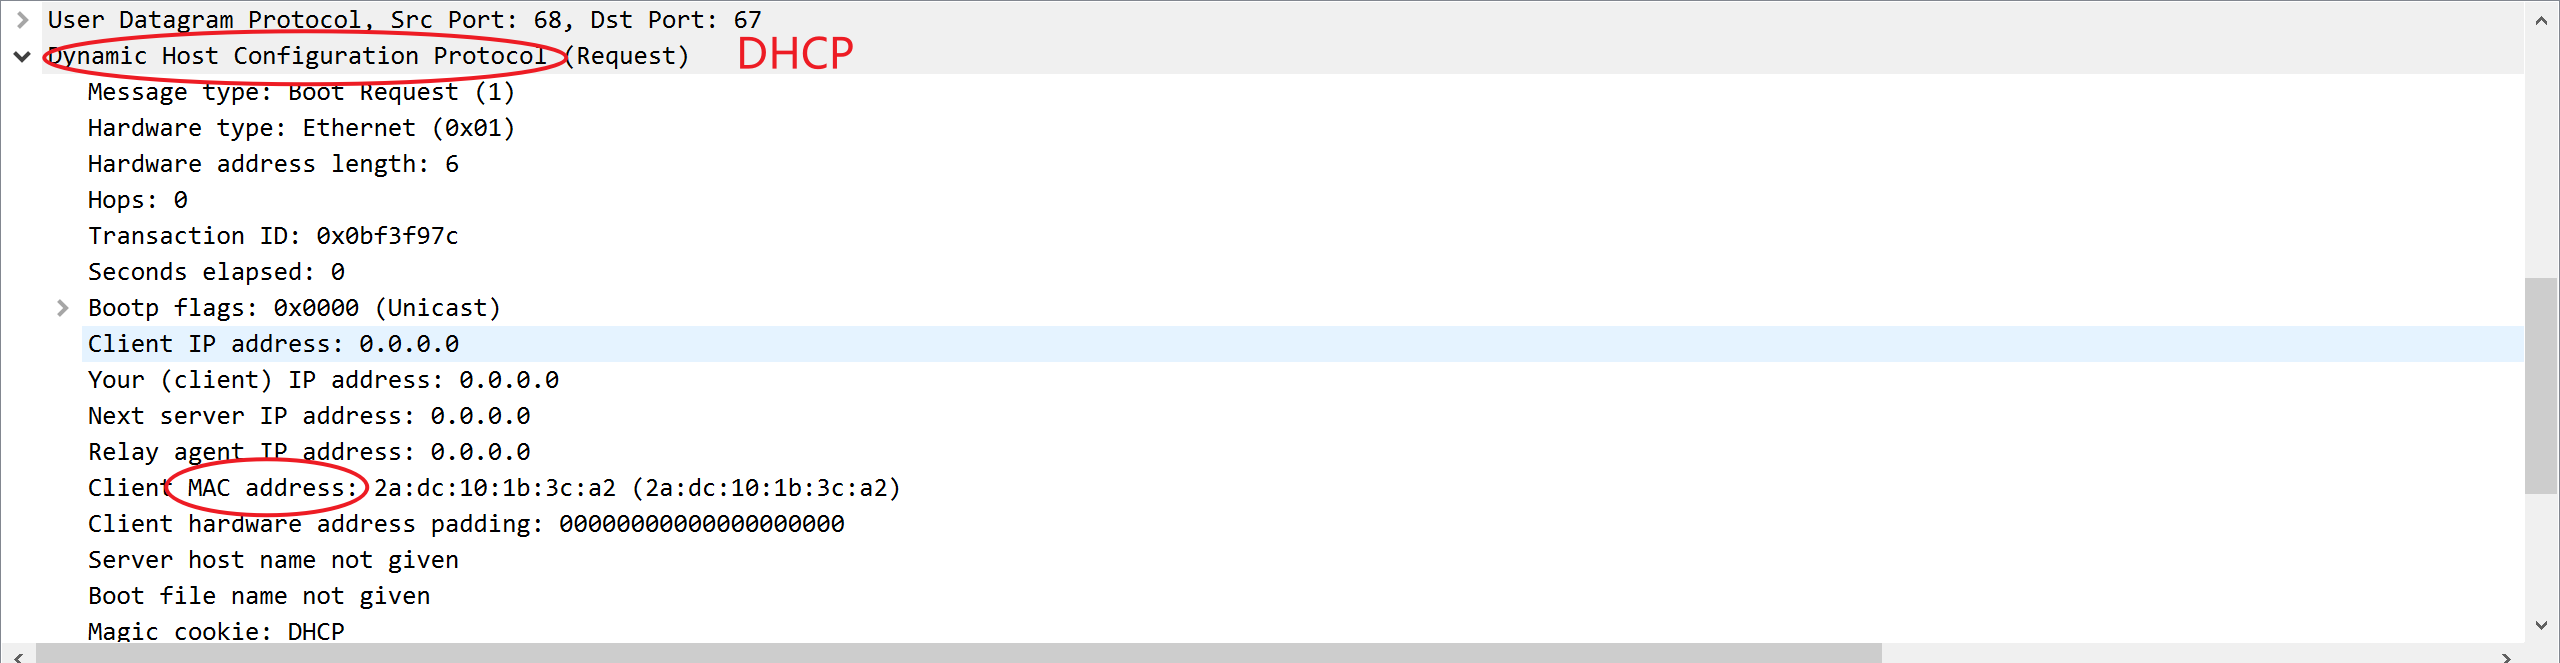 User Datagram Protocol, Src Port: 68, Dst Port: 67
Dynamic Host Configuration Protocol (Request) DHCP
Message type: Boot Request (1)
Hardware type: Ethernet (0x01)
Hardware address length: 6
Hops: 0
Transaction ID: 0x0bf3f97c
Seconds elapsed: 0
Bootp flags: 0x0000 (Unicast)
Client IP address: 0.0.0.0
Your (client) IP address: 0.0.0.0
Next server IP address: 0.0.0.0
Relay agent IP address: 0.0.0.0
Client MAC address: 2a:dc:10:1b:3c:a2 (2a:dc:10:1b:3c:a2)
Client hardware address padding: 00000000000000000000
Server host name not given
Boot file name not given
Magic cookie: DHCP